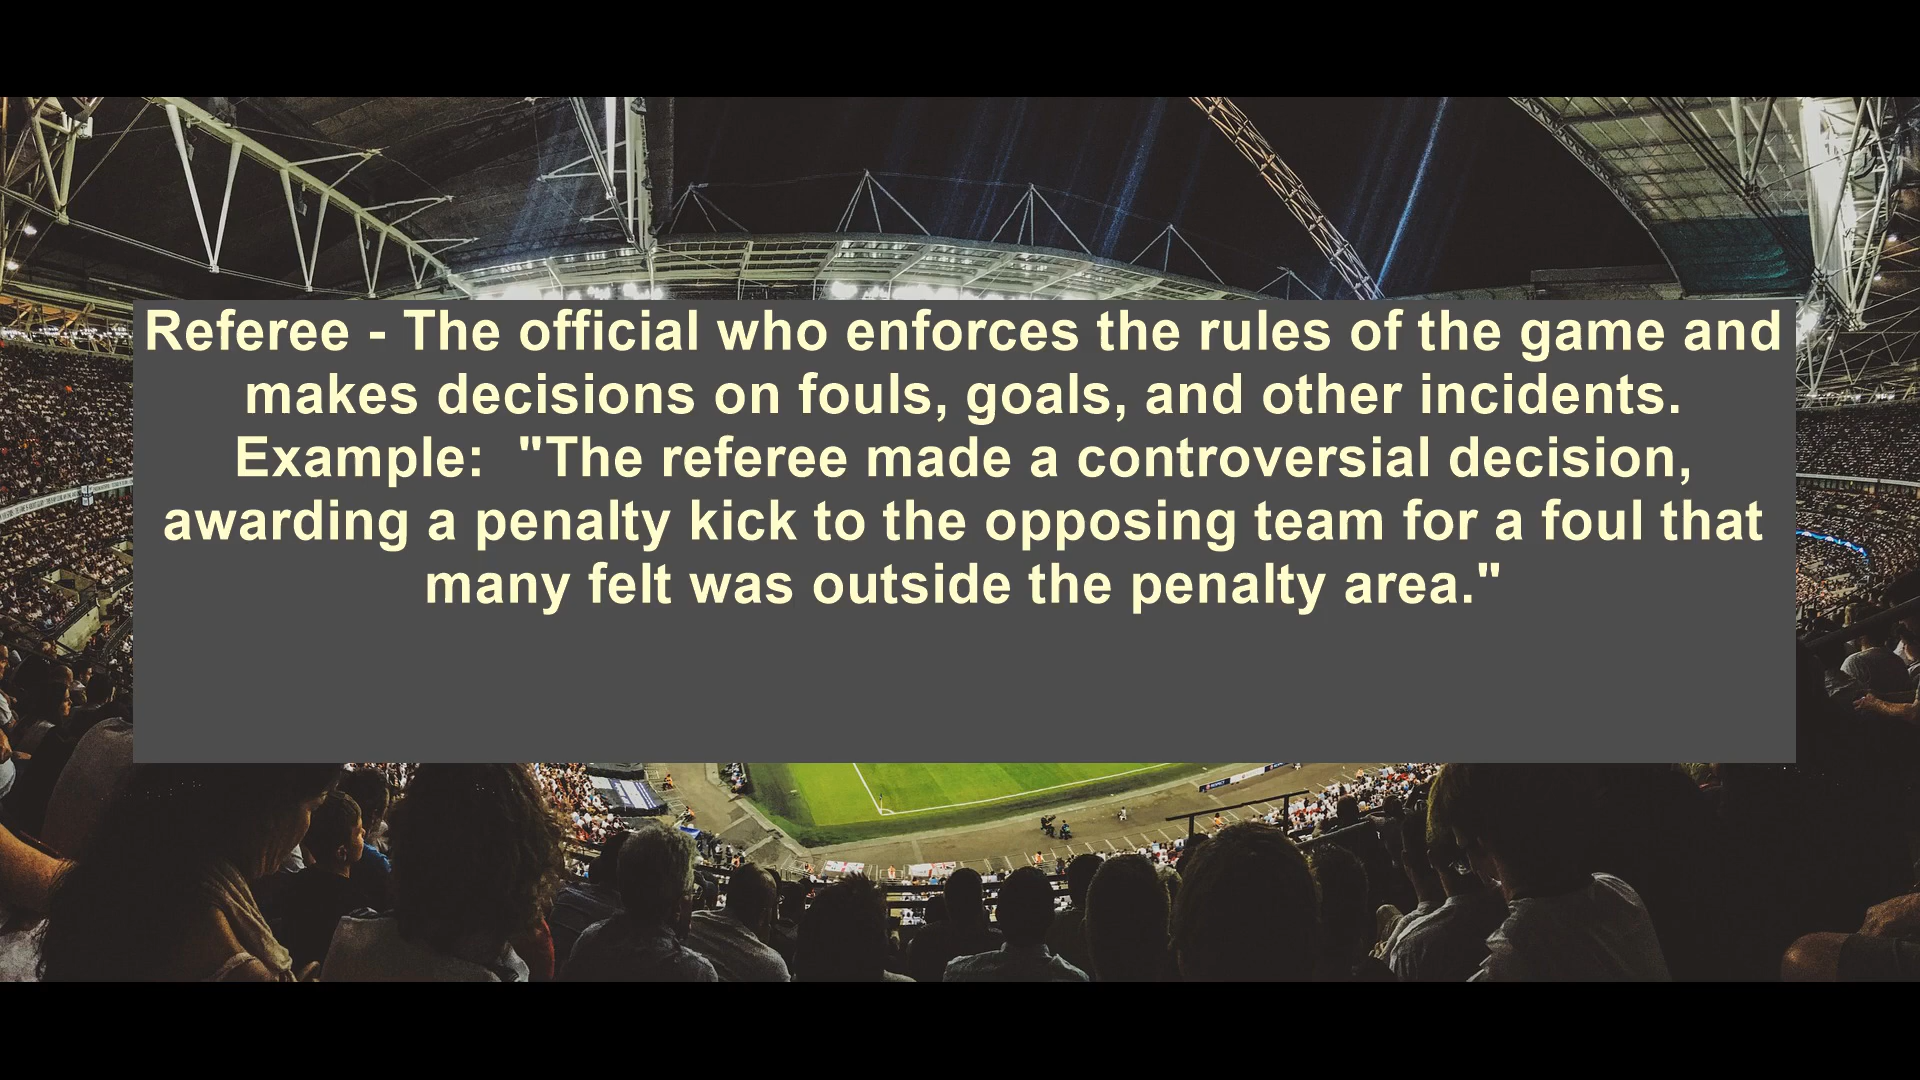 Referee - The official who enforces the rules of the game and
makes decisions on fouls, goals, and other incidents.
Example:  "The referee made a controversial decision,
awarding a penalty kick to the opposing team for a foul that
many felt was outside the penalty area."